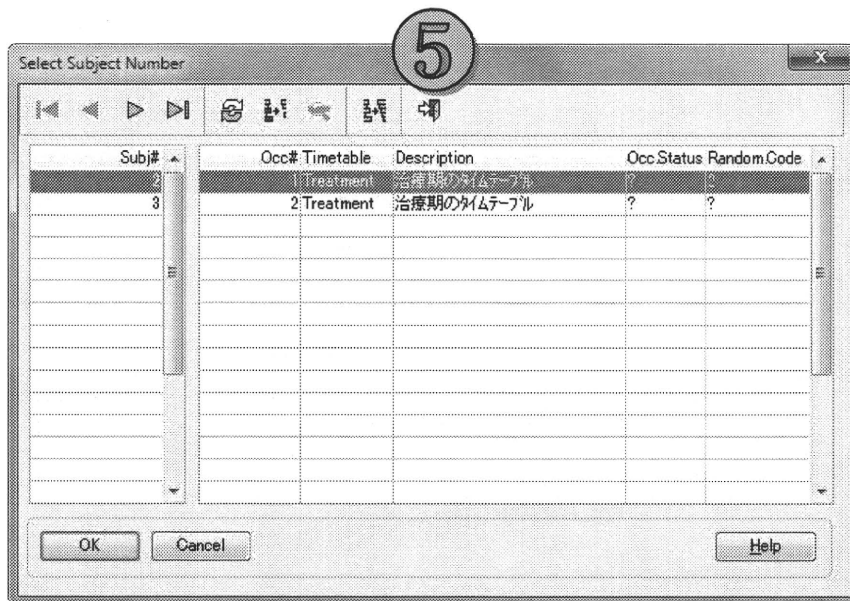 5
Select Subject Number
Subj# Occ# Timetable Description Occ.Status Random.Code
2 1 Treatment 治療期のタイムテーブル ? ?
3 2 Treatment 治療期のタイムテーブル ? ?
OK Cancel Help